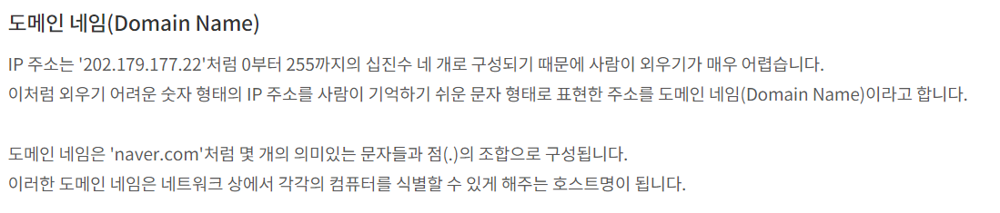 도메인 네임(Domain Name)
IP 주소는 '202.179.177.22'처럼 0부터 255까지의 십진수 네 개로 구성되기 때문에 사람이 외우기가 매우 어렵습니다.
이처럼 외우기 어려운 숫자 형태의 IP 주소를 사람이 기억하기 쉬운 문자 형태로 표현한 주소를 도메인 네임(Domain Name)이라고 합니다.
도메인 네임은 'naver.com'처럼 몇 개의 의미있는 문자들과 점(.)의 조합으로 구성됩니다.
이러한 도메인 네임은 네트워크 상에서 각각의 컴퓨터를 식별할 수 있게 해주는 호스트명이 됩니다.